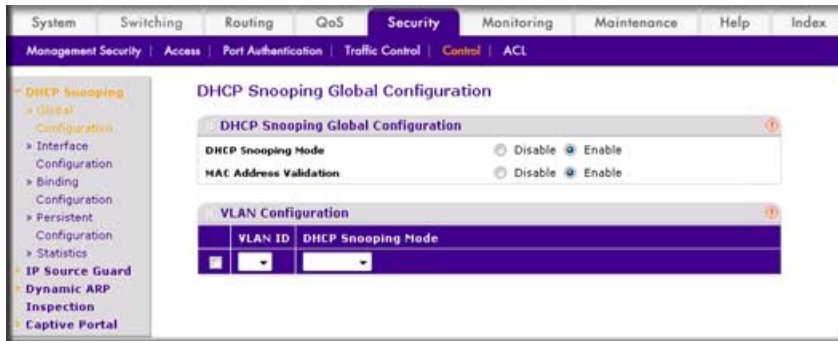 System Switching Routing QoS Security Monitoring Maintenance Help Index
Management Security | Access | Port Authentication | Traffic Control | Control | ACL
DHCP Snooping
» Global
Configuration
» Interface
Configuration
» Binding
Configuration
» Persistent
Configuration
» Statistics
IP Source Guard
Dynamic ARP
Inspection
Captive Portal
DHCP Snooping Global Configuration
DHCP Snooping Global Configuration
DHCP Snooping Mode Disable Enable
MAC Address Validation Disable Enable
VLAN Configuration
VLAN ID DHCP Snooping Mode